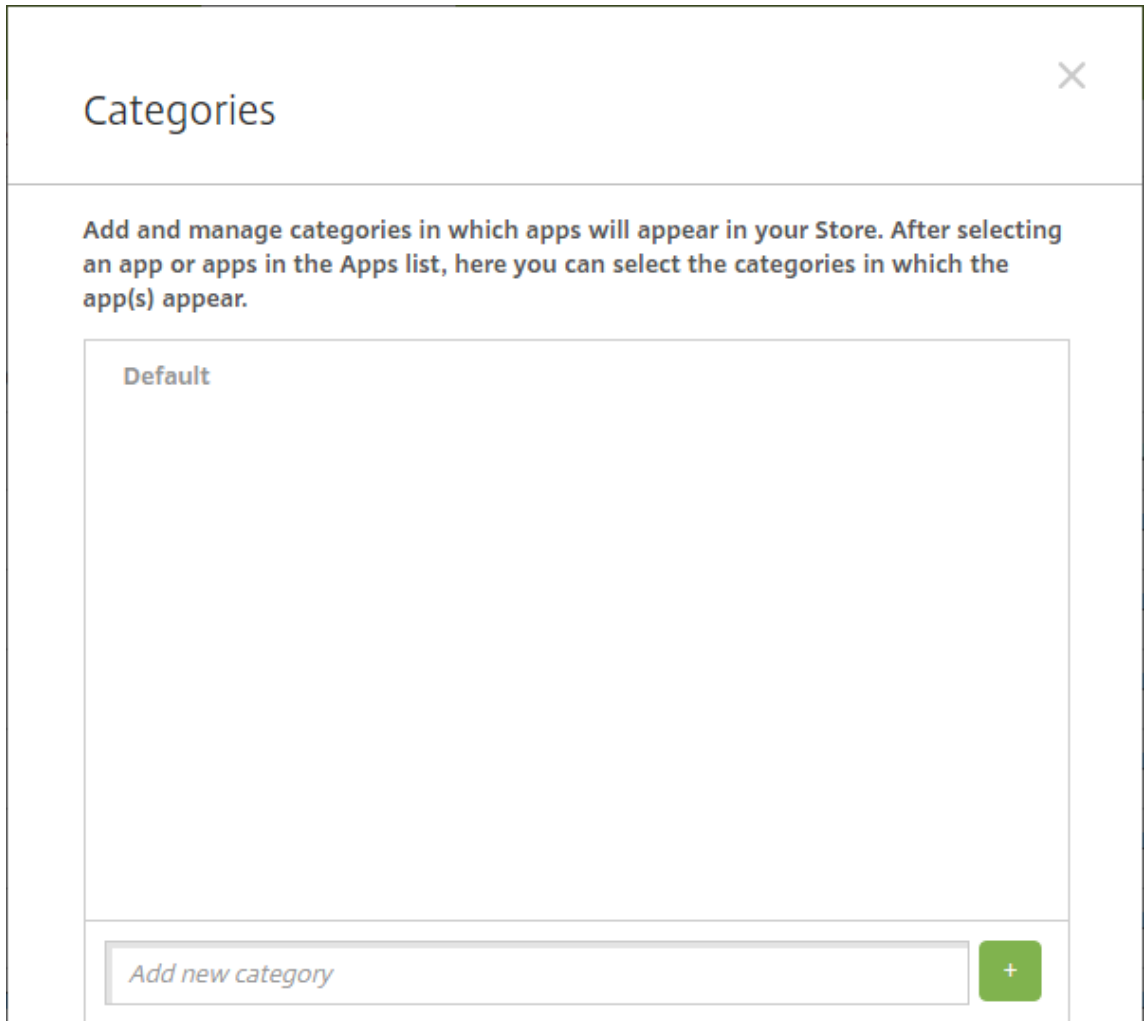 Categories
Add and manage categories in which apps will appear in your Store. After selecting
an app or apps in the Apps list, here you can select the categories in which the
app(s) appear.
Default
Add new category
+